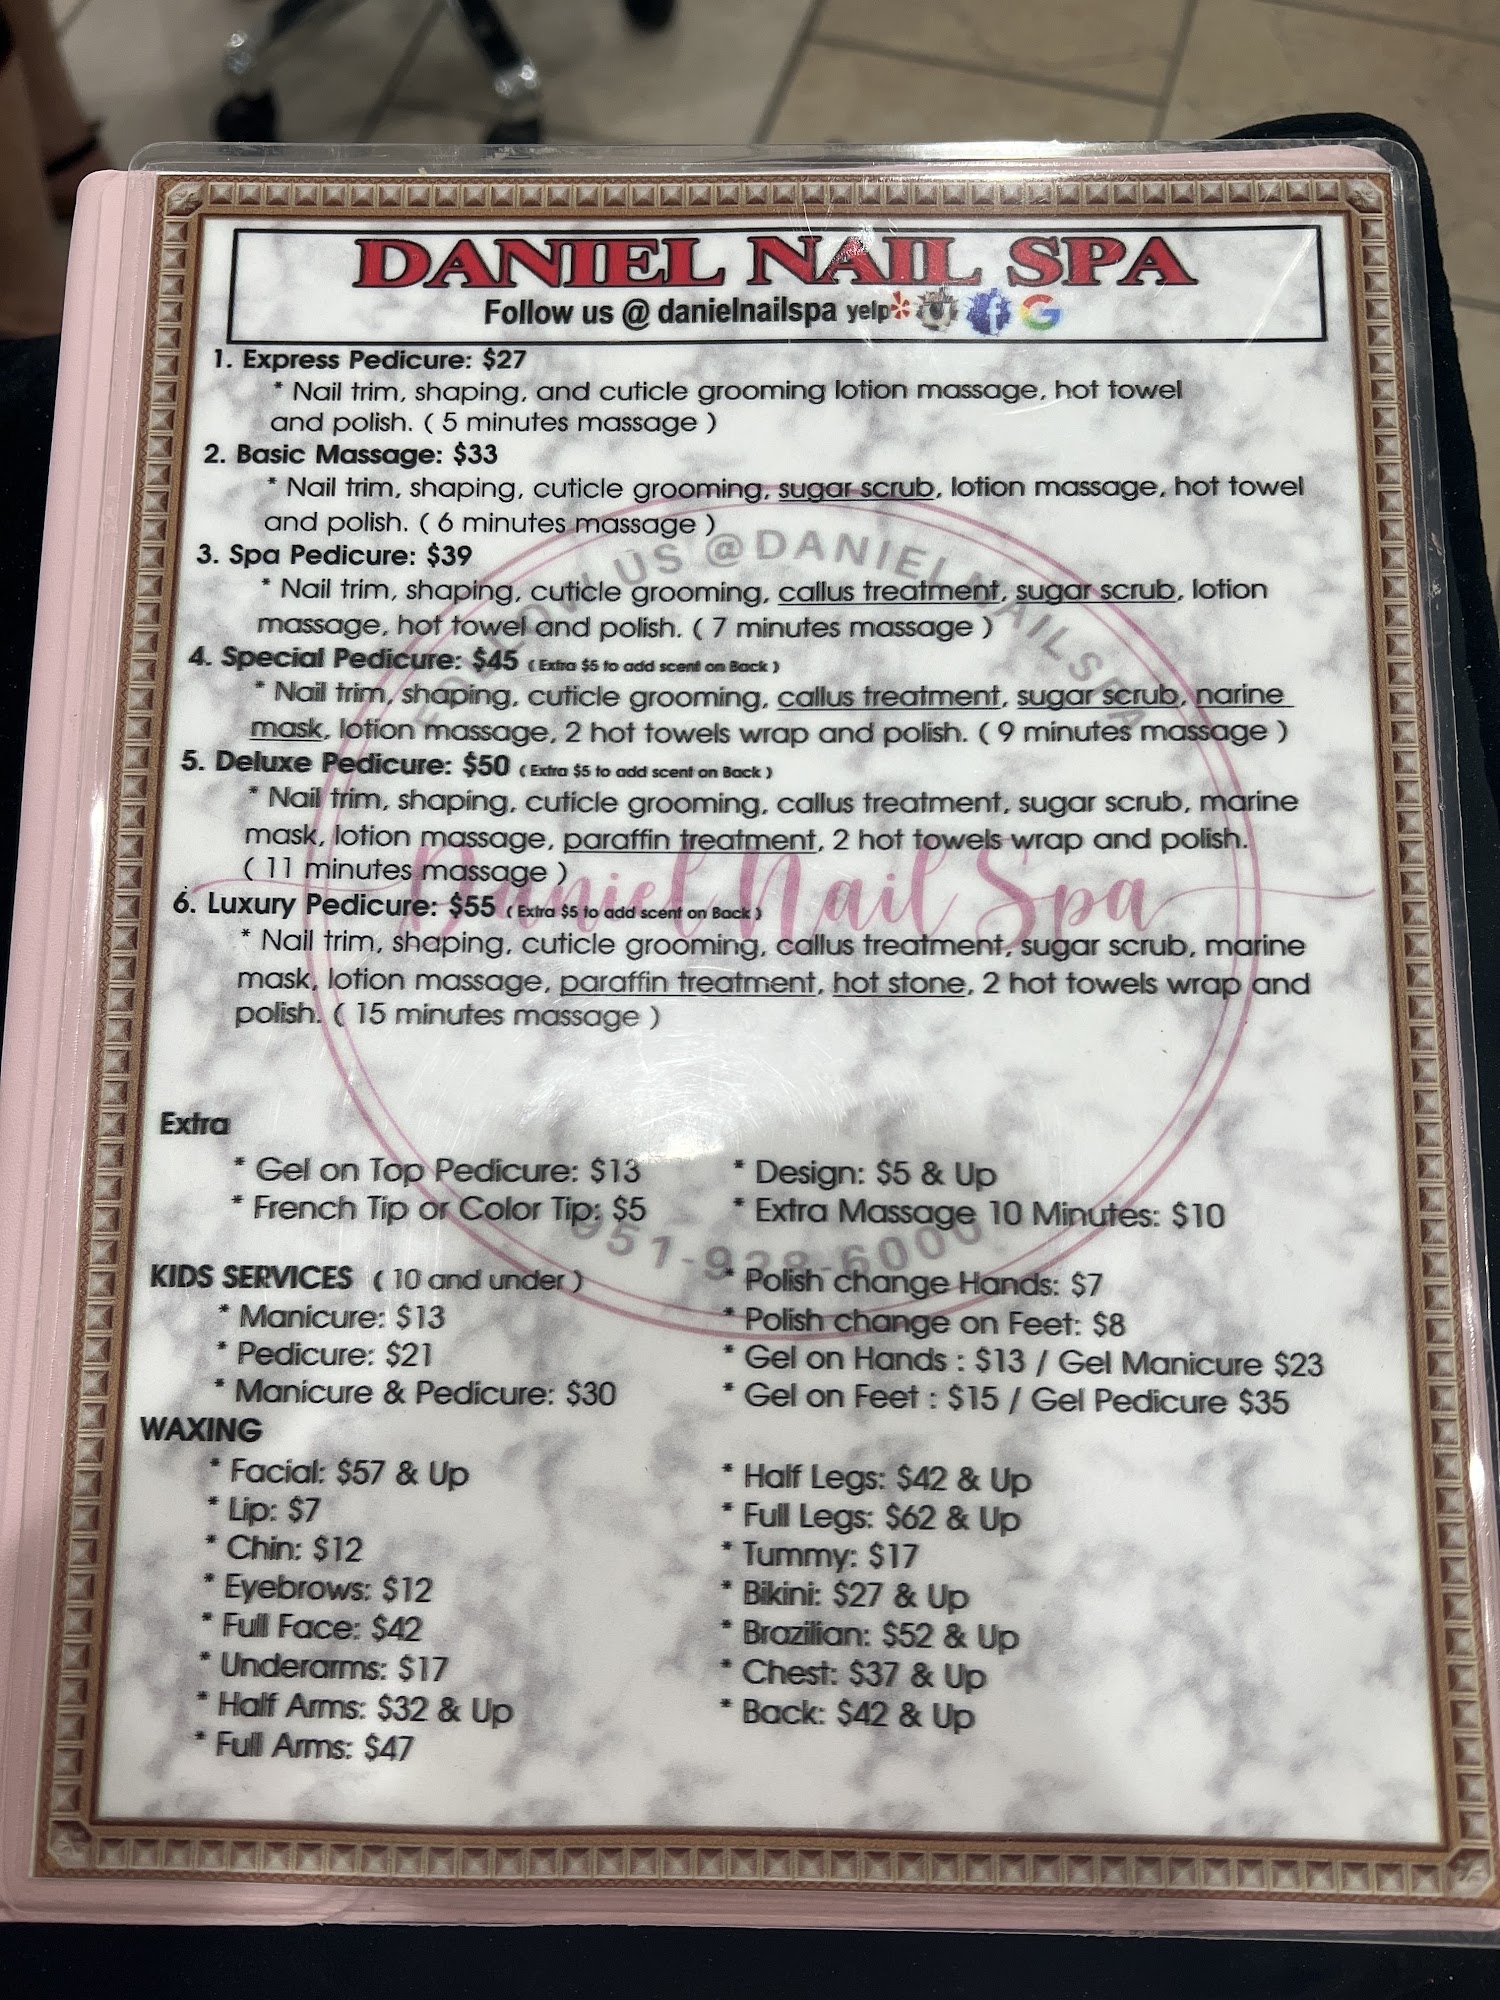 DANIEL NAIL SPA
Follow us @ danielnailspa yelp
1. Express Pedicure: $27
* Nail trim, shaping, and cuticle grooming lotion massage, hot towel
and polish. ( 5 minutes massage )
2. Basic Massage: $33
* Nail trim, shaping, cuticle grooming, sugar scrub, lotion massage, hot towel
and polish. ( 6 minutes massage )
3. Spa Pedicure: $39
* Nail trim, shaping, cuticle grooming, callus treatment, sugar scrub, lotion
massage, hot towel and polish. ( 7 minutes massage )
4. Special Pedicure: $45 ( Extra $5 to add scent on Back )
* Nail trim, shaping, cuticle grooming, callus treatment, sugar scrub, narine
mask, lotion massage, 2 hot towels wrap and polish. ( 9 minutes massage )
5. Deluxe Pedicure: $50 ( Extra $5 to add scent on Back )
* Nail trim, shaping, cuticle grooming, callus treatment, sugar scrub, marine
mask, lotion massage, paraffin treatment, 2 hot towels wrap and polish.
( 11 minutes massage )
6. Luxury Pedicure: $55 ( Extra $5 to add scent on Back )
* Nail trim, shaping, cuticle grooming, callus treatment, sugar scrub, marine
mask, lotion massage, paraffin treatment, hot stone, 2 hot towels wrap and
polish. ( 15 minutes massage )
FOLLOW US @DANIELNAILSPA
Daniel Nail Spa
951-928-6000
Extra
* Gel on Top Pedicure: $13
* French Tip or Color Tip: $5
* Design: $5 & Up
* Extra Massage 10 Minutes: $10
KIDS SERVICES ( 10 and under )
* Manicure: $13
* Pedicure: $21
* Manicure & Pedicure: $30
* Polish change Hands: $7
* Polish change on Feet: $8
* Gel on Hands : $13 / Gel Manicure $23
* Gel on Feet : $15 / Gel Pedicure $35
WAXING
* Facial: $57 & Up
* Lip: $7
* Chin: $12
* Eyebrows: $12
* Full Face: $42
* Underarms: $17
* Half Arms: $32 & Up
* Full Arms: $47
* Half Legs: $42 & Up
* Full Legs: $62 & Up
* Tummy: $17
* Bikini: $27 & Up
* Brazilian: $52 & Up
* Chest: $37 & Up
* Back: $42 & Up